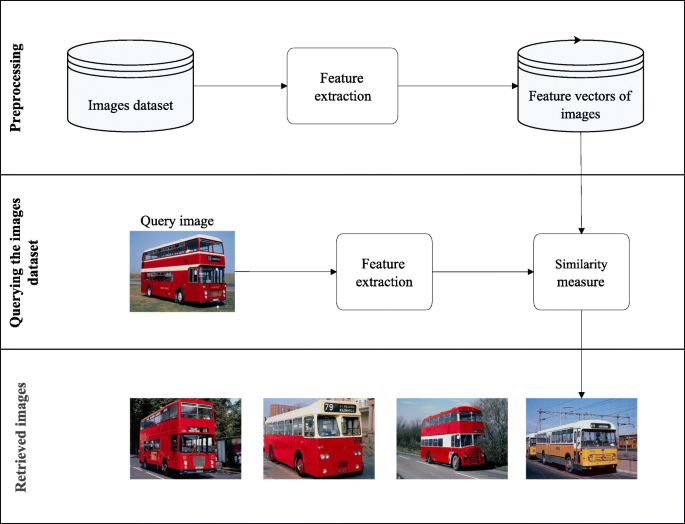 Preprocessing
Images dataset
Feature
extraction
Feature vectors of
images
Querying the images
dataset
Query image
Feature
extraction
Similarity
measure
Retrieved images
79